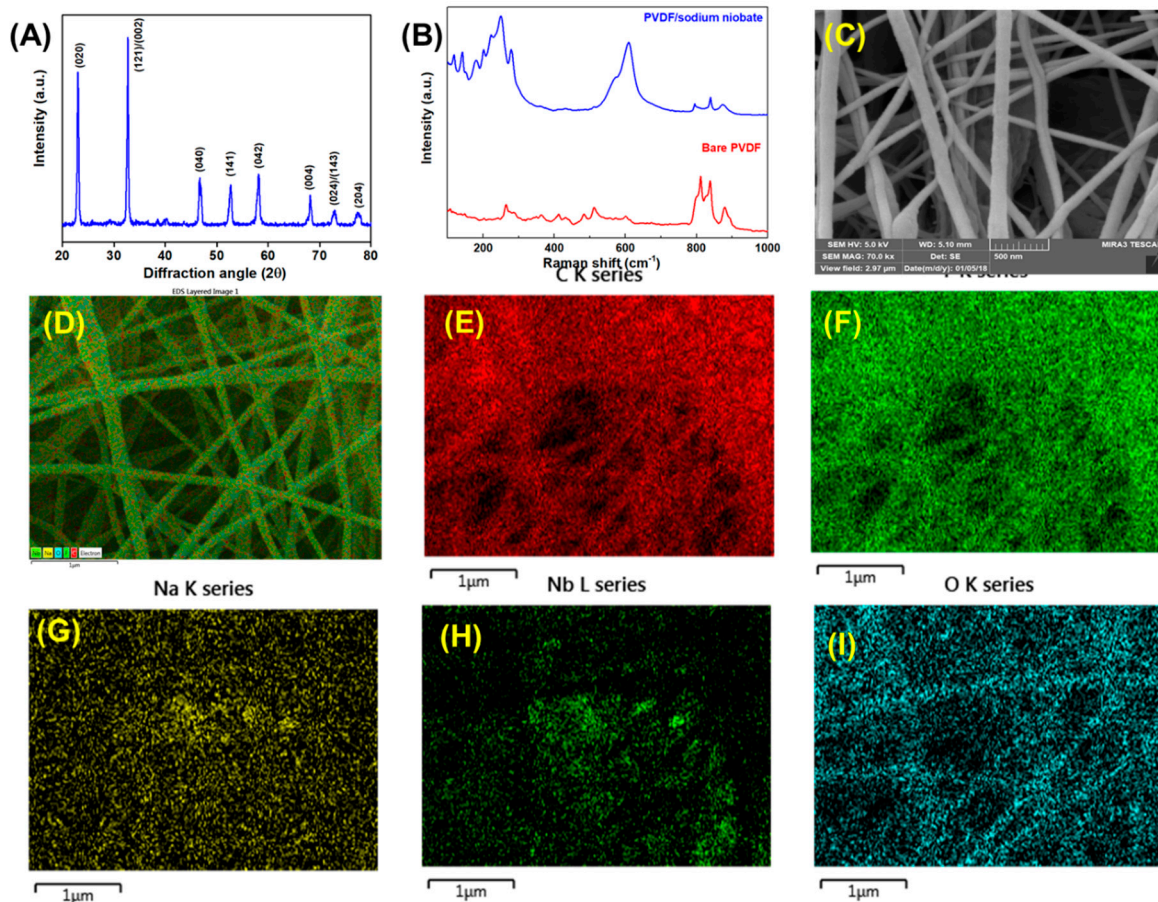 (A)
Intensity (a.u.)
(020)
(121)/(002)
(040)
(141)
(042)
(004)
(024)/(143)
(204)
20 30 40 50 60 70 80
Diffraction angle (2θ)
(B)
Intensity (a.u.)
PVDF/sodium niobate
Bare PVDF
200 400 600 800 1000
Raman shift (cm⁻¹)
(C)
SEM HV: 5.0 kV WD: 5.10 mm MIRA3 TESCA
SEM MAG: 70.0 kx Det: SE 500 nm
View field: 2.97 μm Date(m/d/y): 01/05/18
EDS Layered Image 1
(D)
Nb Na O F C Electron
1μm
C K series
(E)
1μm
K series
(F)
1μm
Na K series
(G)
1μm
Nb L series
(H)
1μm
O K series
(I)
1μm